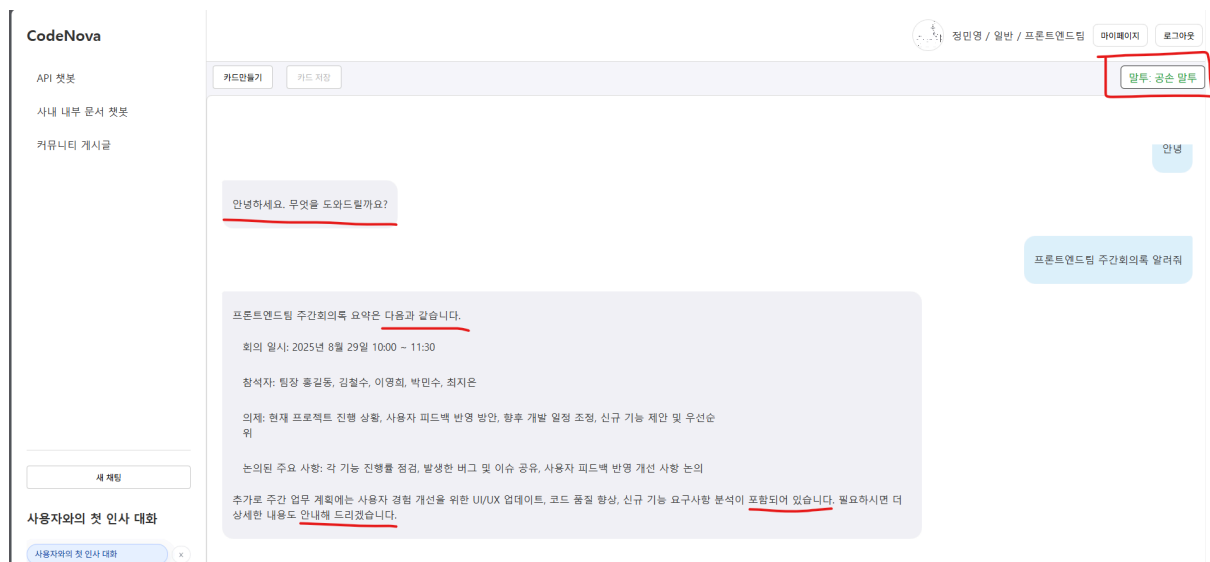 CodeNova
정민영 / 일반 / 프론트엔드팀
마이페이지
로그아웃
API 챗봇
사내 내부 문서 챗봇
커뮤니티 게시글
카드만들기
카드 저장
말투: 공손 말투
안녕
안녕하세요. 무엇을 도와드릴까요?
프론트엔드팀 주간회의록 알려줘
프론트엔드팀 주간회의록 요약은 다음과 같습니다.
회의 일시: 2025년 8월 29일 10:00 ~ 11:30
참석자: 팀장 홍길동, 김철수, 이영희, 박민수, 최지은
의제: 현재 프로젝트 진행 상황, 사용자 피드백 반영 방안, 향후 개발 일정 조정, 신규 기능 제안 및 우선순
위
논의된 주요 사항: 각 기능 진행률 점검, 발생한 버그 및 이슈 공유, 사용자 피드백 반영 개선 사항 논의
추가로 주간 업무 계획에는 사용자 경험 개선을 위한 UI/UX 업데이트, 코드 품질 향상, 신규 기능 요구사항 분석이 포함되어 있습니다. 필요하시면 더
상세한 내용도 안내해 드리겠습니다.
새 채팅
사용자와의 첫 인사 대화
사용자와의 첫 인사 대화
x